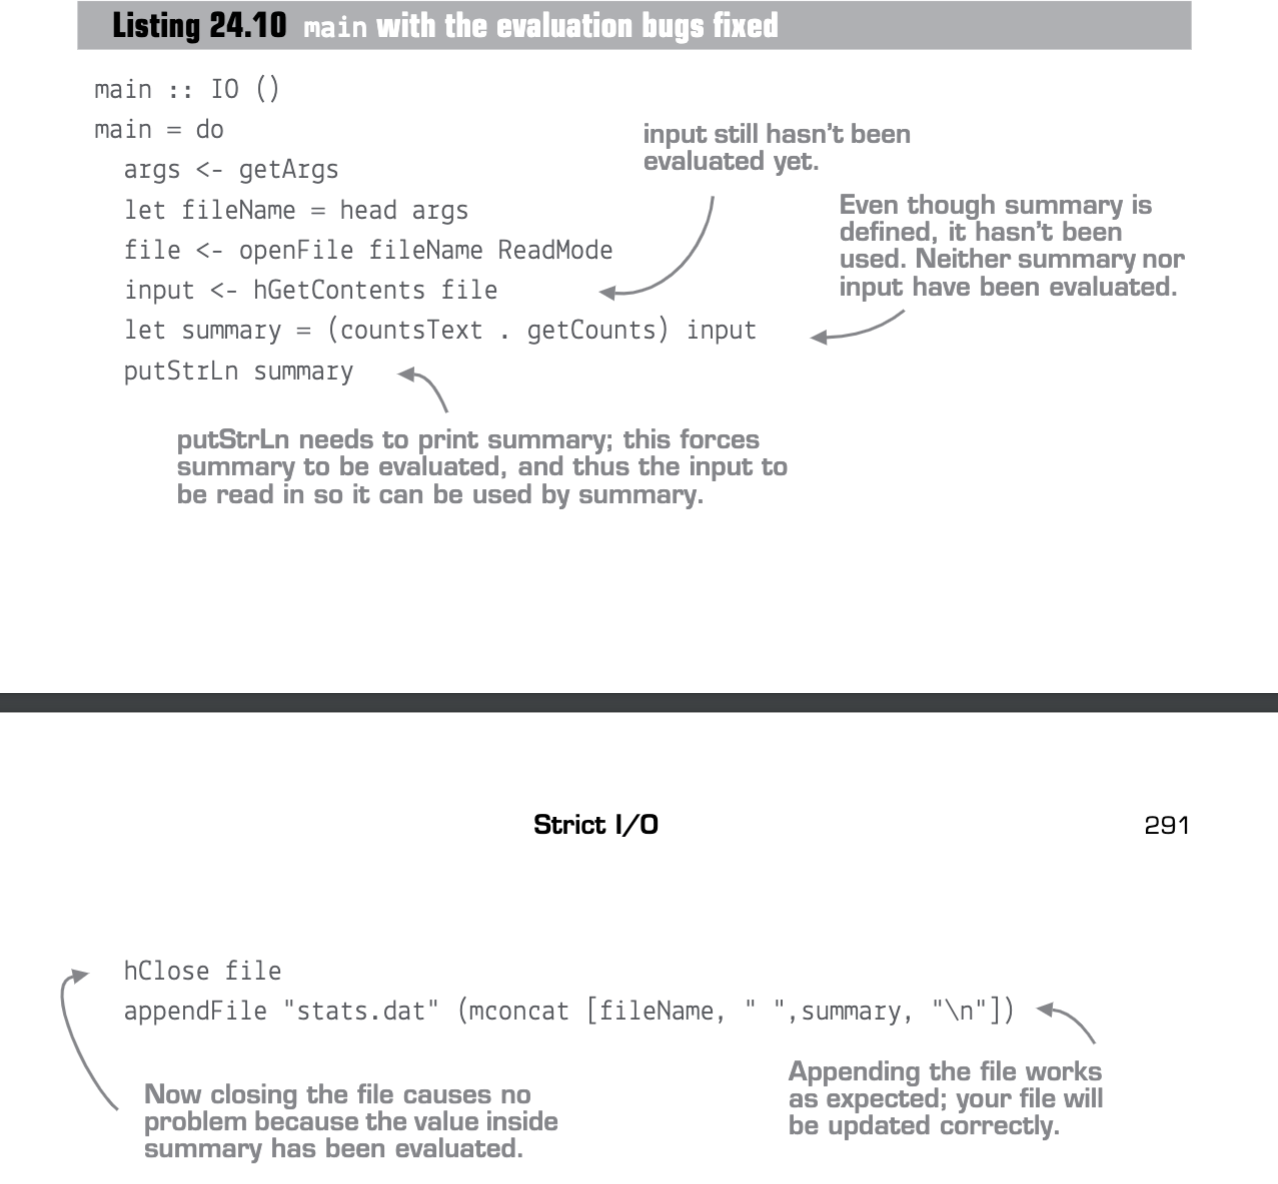 Listing 24.10 main with the evaluation bugs fixed
main :: IO ()
main = do
input still hasn't been
evaluated yet.
args <- getArgs
let fileName = head args
Even though summary is
defined, it hasn't been
used. Neither summary nor
input have been evaluated.
file <- openFile fileName ReadMode
input <- hGetContents file
let summary = (countsText . getCounts) input
putStrLn summary
putStrLn needs to print summary; this forces
summary to be evaluated, and thus the input to
be read in so it can be used by summary.
Strict I/O 291
hClose file
appendFile "stats.dat" (mconcat [fileName, " ",summary, "\n"])
Now closing the file causes no
problem because the value inside
summary has been evaluated.
Appending the file works
as expected; your file will
be updated correctly.